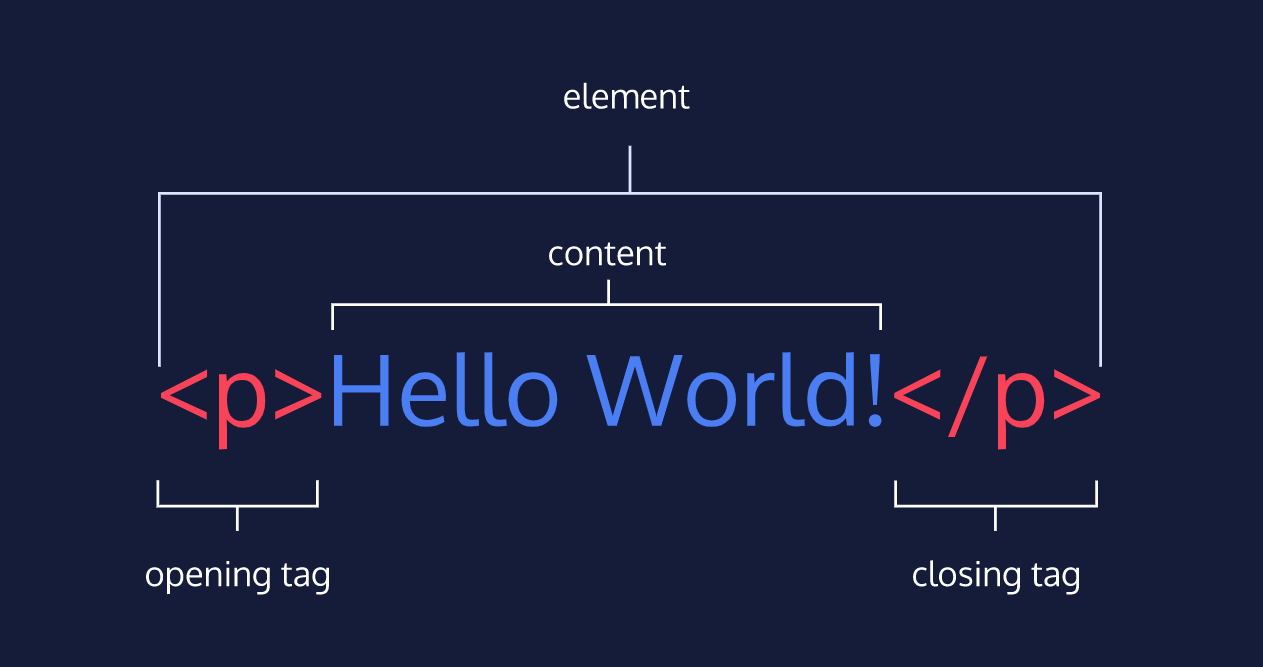 element
content
<p>Hello World!</p>
opening tag
closing tag